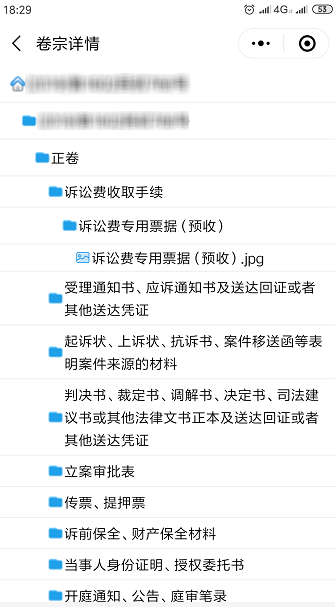 18:29
4G
53
卷宗详情
正卷
诉讼费收取手续
诉讼费专用票据（预收）
诉讼费专用票据（预收）.jpg
受理通知书、应诉通知书及送达回证或者
其他送达凭证
起诉状、上诉状、抗诉书、案件移送函等表
明案件来源的材料
判决书、裁定书、调解书、决定书、司法建
议书或其他法律文书正本及送达回证或者
其他送达凭证
立案审批表
传票、提押票
诉前保全、财产保全材料
当事人身份证明、授权委托书
开庭通知、公告、庭审笔录